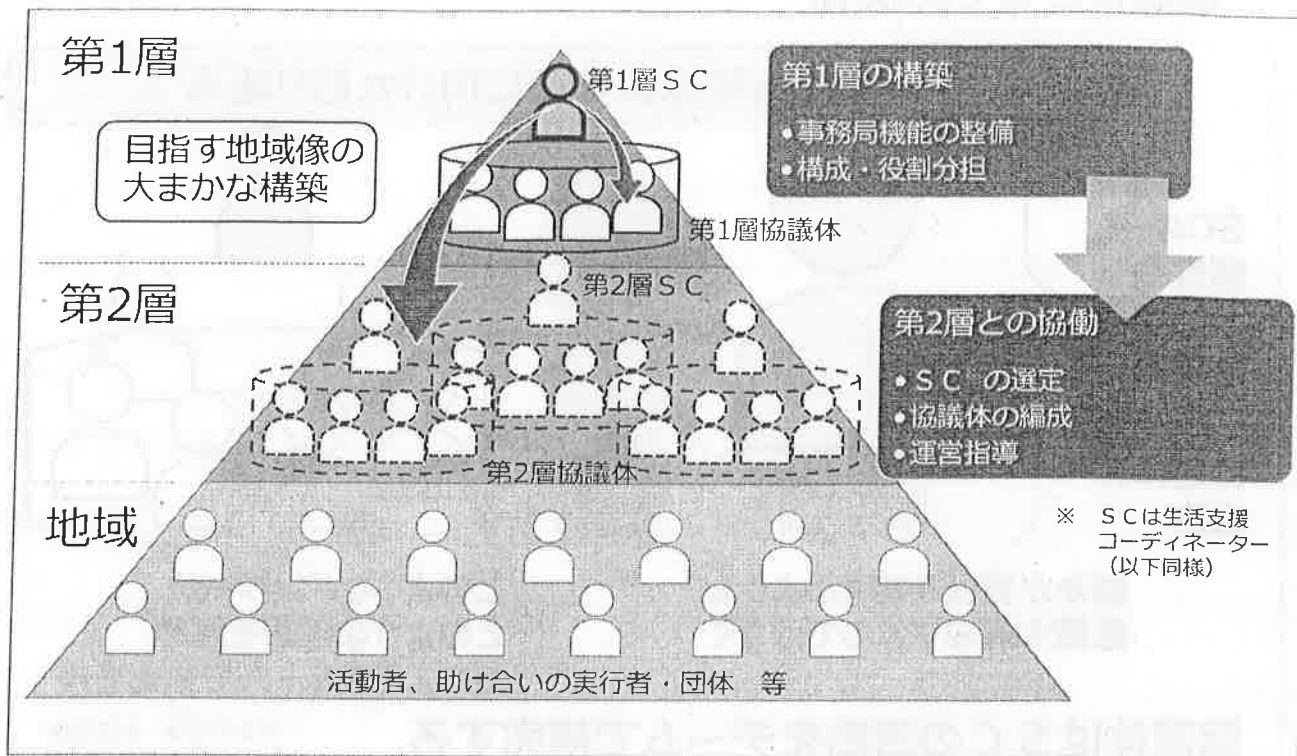 第1層
目指す地域像の
大まかな構築
第1層ＳＣ
第1層協議体
第1層の構築
•事務局機能の整備
•構成・役割分担
第2層
第2層ＳＣ
第2層協議体
第2層との協働
•ＳＣ の選定
•協議体の編成
•運営指導
※ ＳＣは生活支援
コーディネーター
（以下同様）
地域
活動者、助け合いの実行者・団体 等